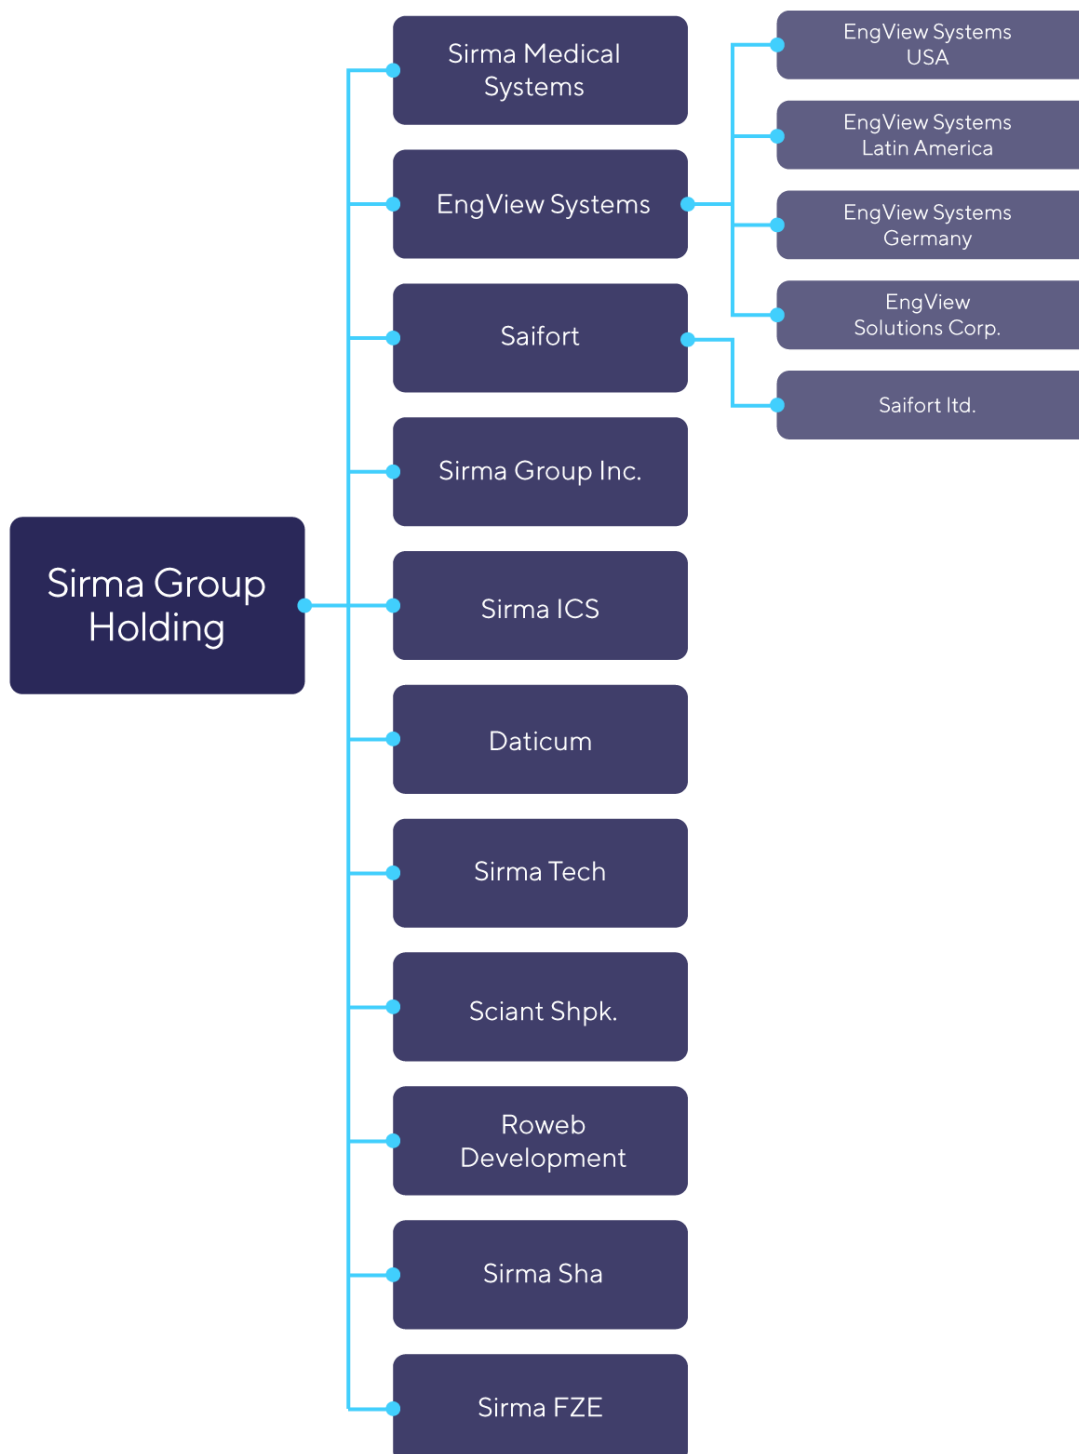 Sirma Group
Holding
Sirma Medical
Systems
EngView Systems
Saifort
Sirma Group Inc.
Sirma ICS
Daticum
Sirma Tech
Sciant Shpk.
Roweb
Development
Sirma Sha
Sirma FZE
EngView Systems
USA
EngView Systems
Latin America
EngView Systems
Germany
EngView
Solutions Corp.
Saifort ltd.